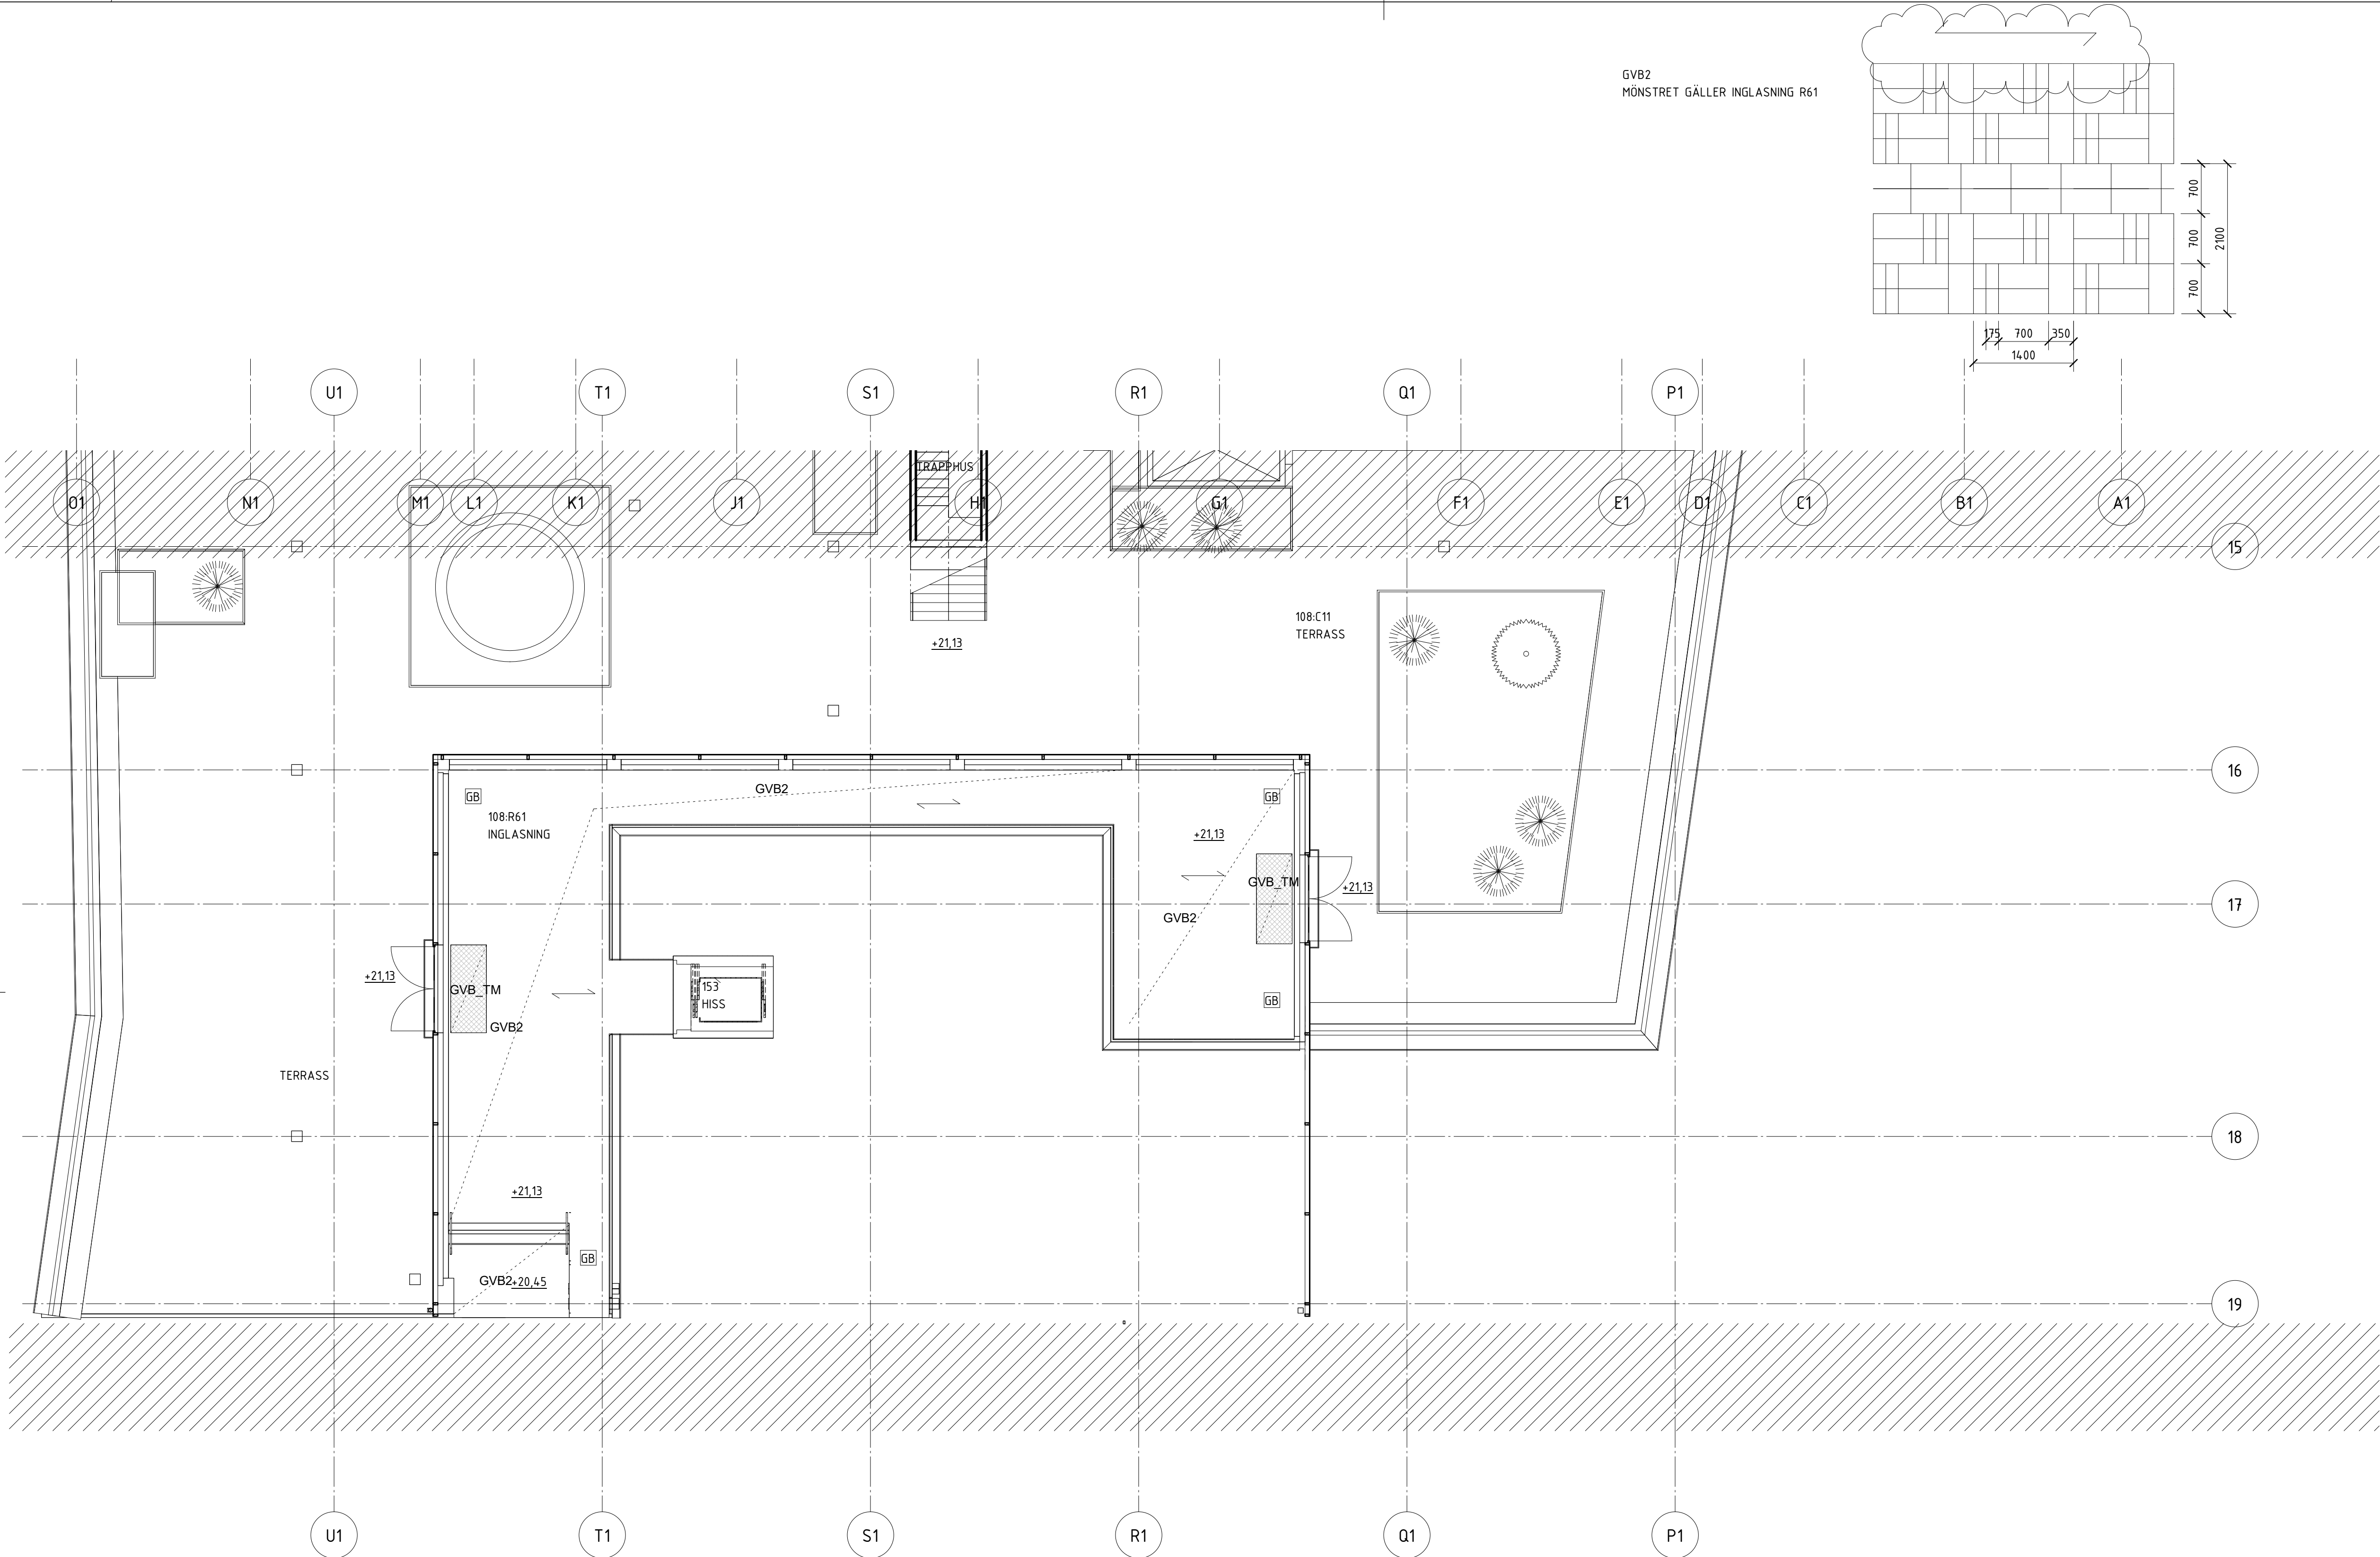 GVB2
MÖNSTRET GÄLLER INGLASNING R61
700
700
700
2100
175 700 350
1400
U1 T1 S1 R1 Q1 P1
TRAPPHUS
O1 N1 M1 L1 K1 J1 H1 G1 F1 E1 D1 C1 B1 A1
15
108:C11
TERRASS
+21,13
16
GVB2
GB
GB
108:R61
INGLASNING
+21,13
GVB_TM
+21,13
17
GVB2
+21,13
GVB_TM
153
HISS
GB
GVB2
TERRASS
18
+21,13
GB
GVB2
+20,45
19
U1 T1 S1 R1 Q1 P1